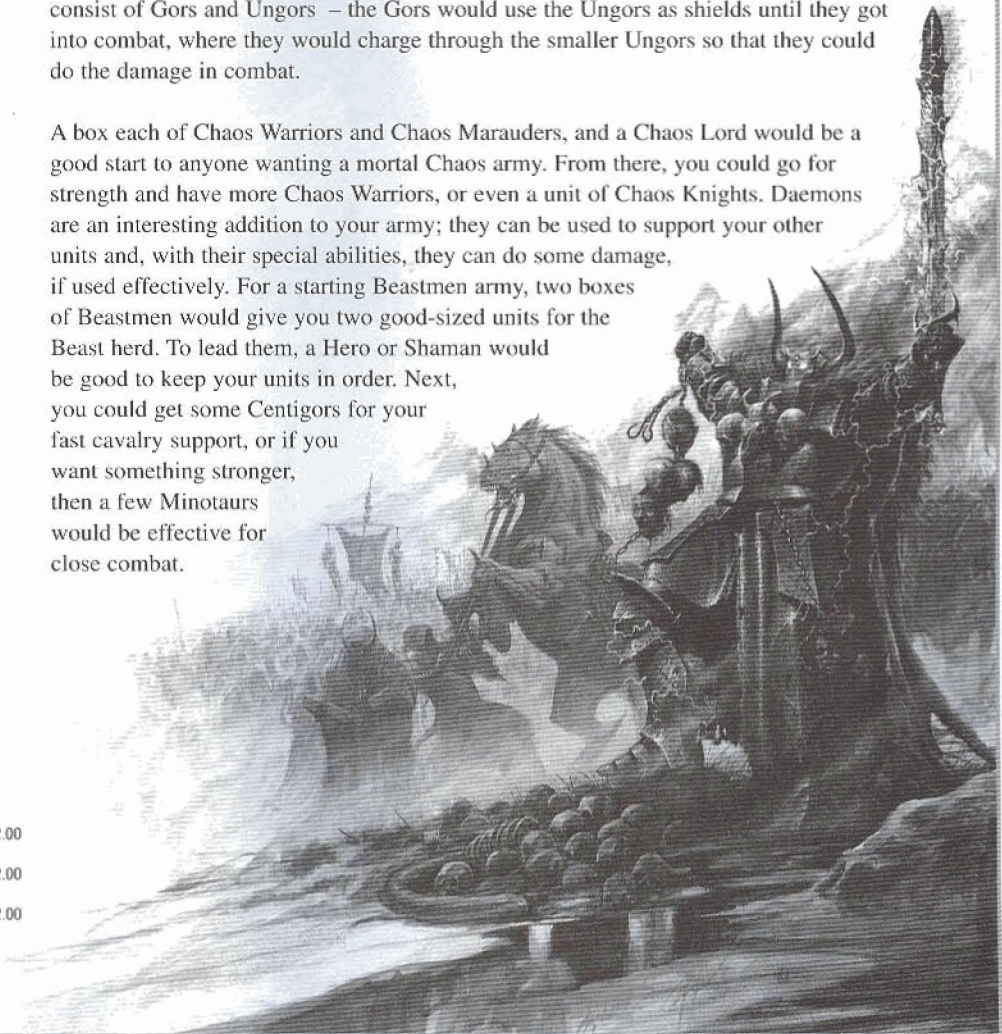 consist of Gors and Ungors – the Gors would use the Ungors as shields until they got
into combat, where they would charge through the smaller Ungors so that they could
do the damage in combat.
A box each of Chaos Warriors and Chaos Marauders, and a Chaos Lord would be a
good start to anyone wanting a mortal Chaos army. From there, you could go for
strength and have more Chaos Warriors, or even a unit of Chaos Knights. Daemons
are an interesting addition to your army; they can be used to support your other
units and, with their special abilities, they can do some damage,
if used effectively. For a starting Beastmen army, two boxes
of Beastmen would give you two good-sized units for the
Beast herd. To lead them, a Hero or Shaman would
be good to keep your units in order. Next,
you could get some Centigors for your
fast cavalry support, or if you
want something stronger,
then a few Minotaurs
would be effective for
close combat.
.00
.00
.00